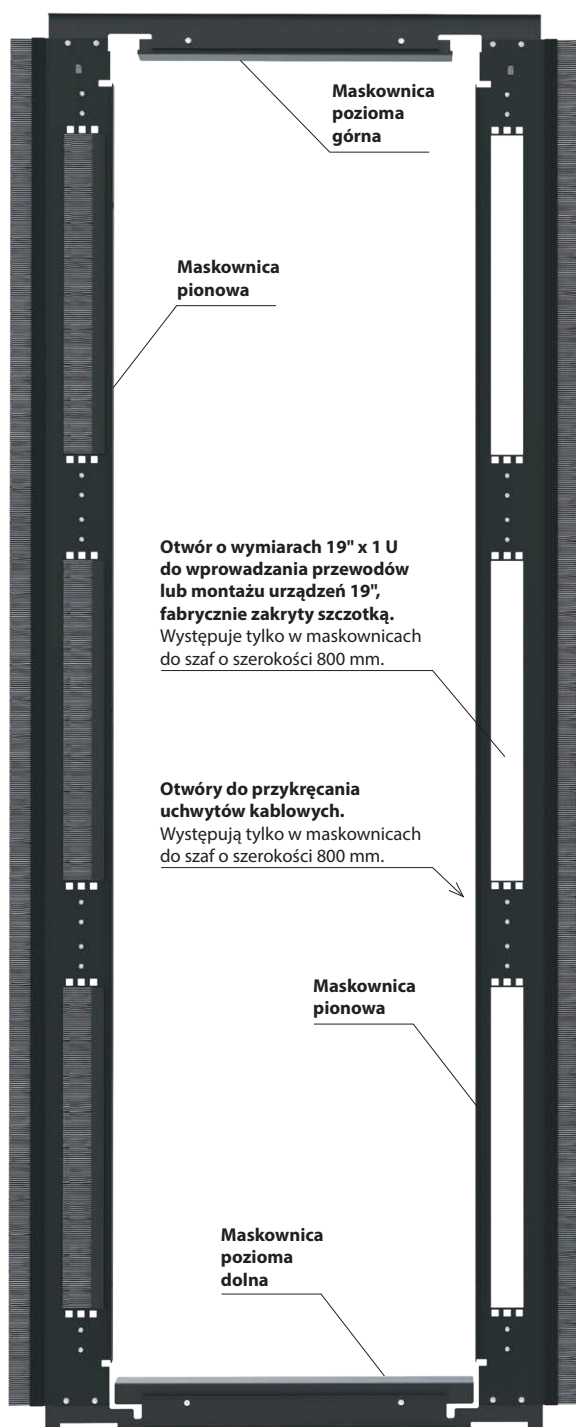 Maskownica
pozioma
górna
Maskownica
pionowa
Otwór o wymiarach 19" x 1 U
do wprowadzania przewodów
lub montażu urządzeń 19",
fabrycznie zakryty szczotką.
Występuje tylko w maskownicach
do szaf o szerokości 800 mm.
Otwóry do przykręcania
uchwytów kablowych.
Występują tylko w maskownicach
do szaf o szerokości 800 mm.
Maskownica
pionowa
Maskownica
pozioma
dolna